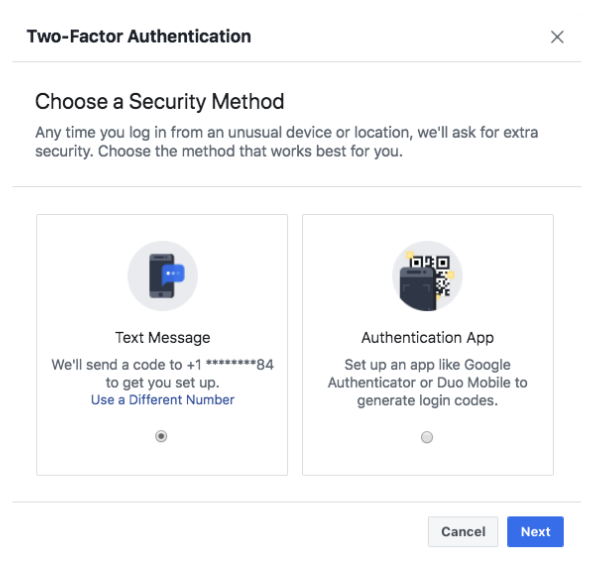 Two-Factor Authentication
Choose a Security Method
Any time you log in from an unusual device or location, we'll ask for extra
security. Choose the method that works best for you.
Text Message
We'll send a code to +1 ********84
to get you set up.
Use a Different Number
Authentication App
Set up an app like Google
Authenticator or Duo Mobile to
generate login codes.
Cancel
Next